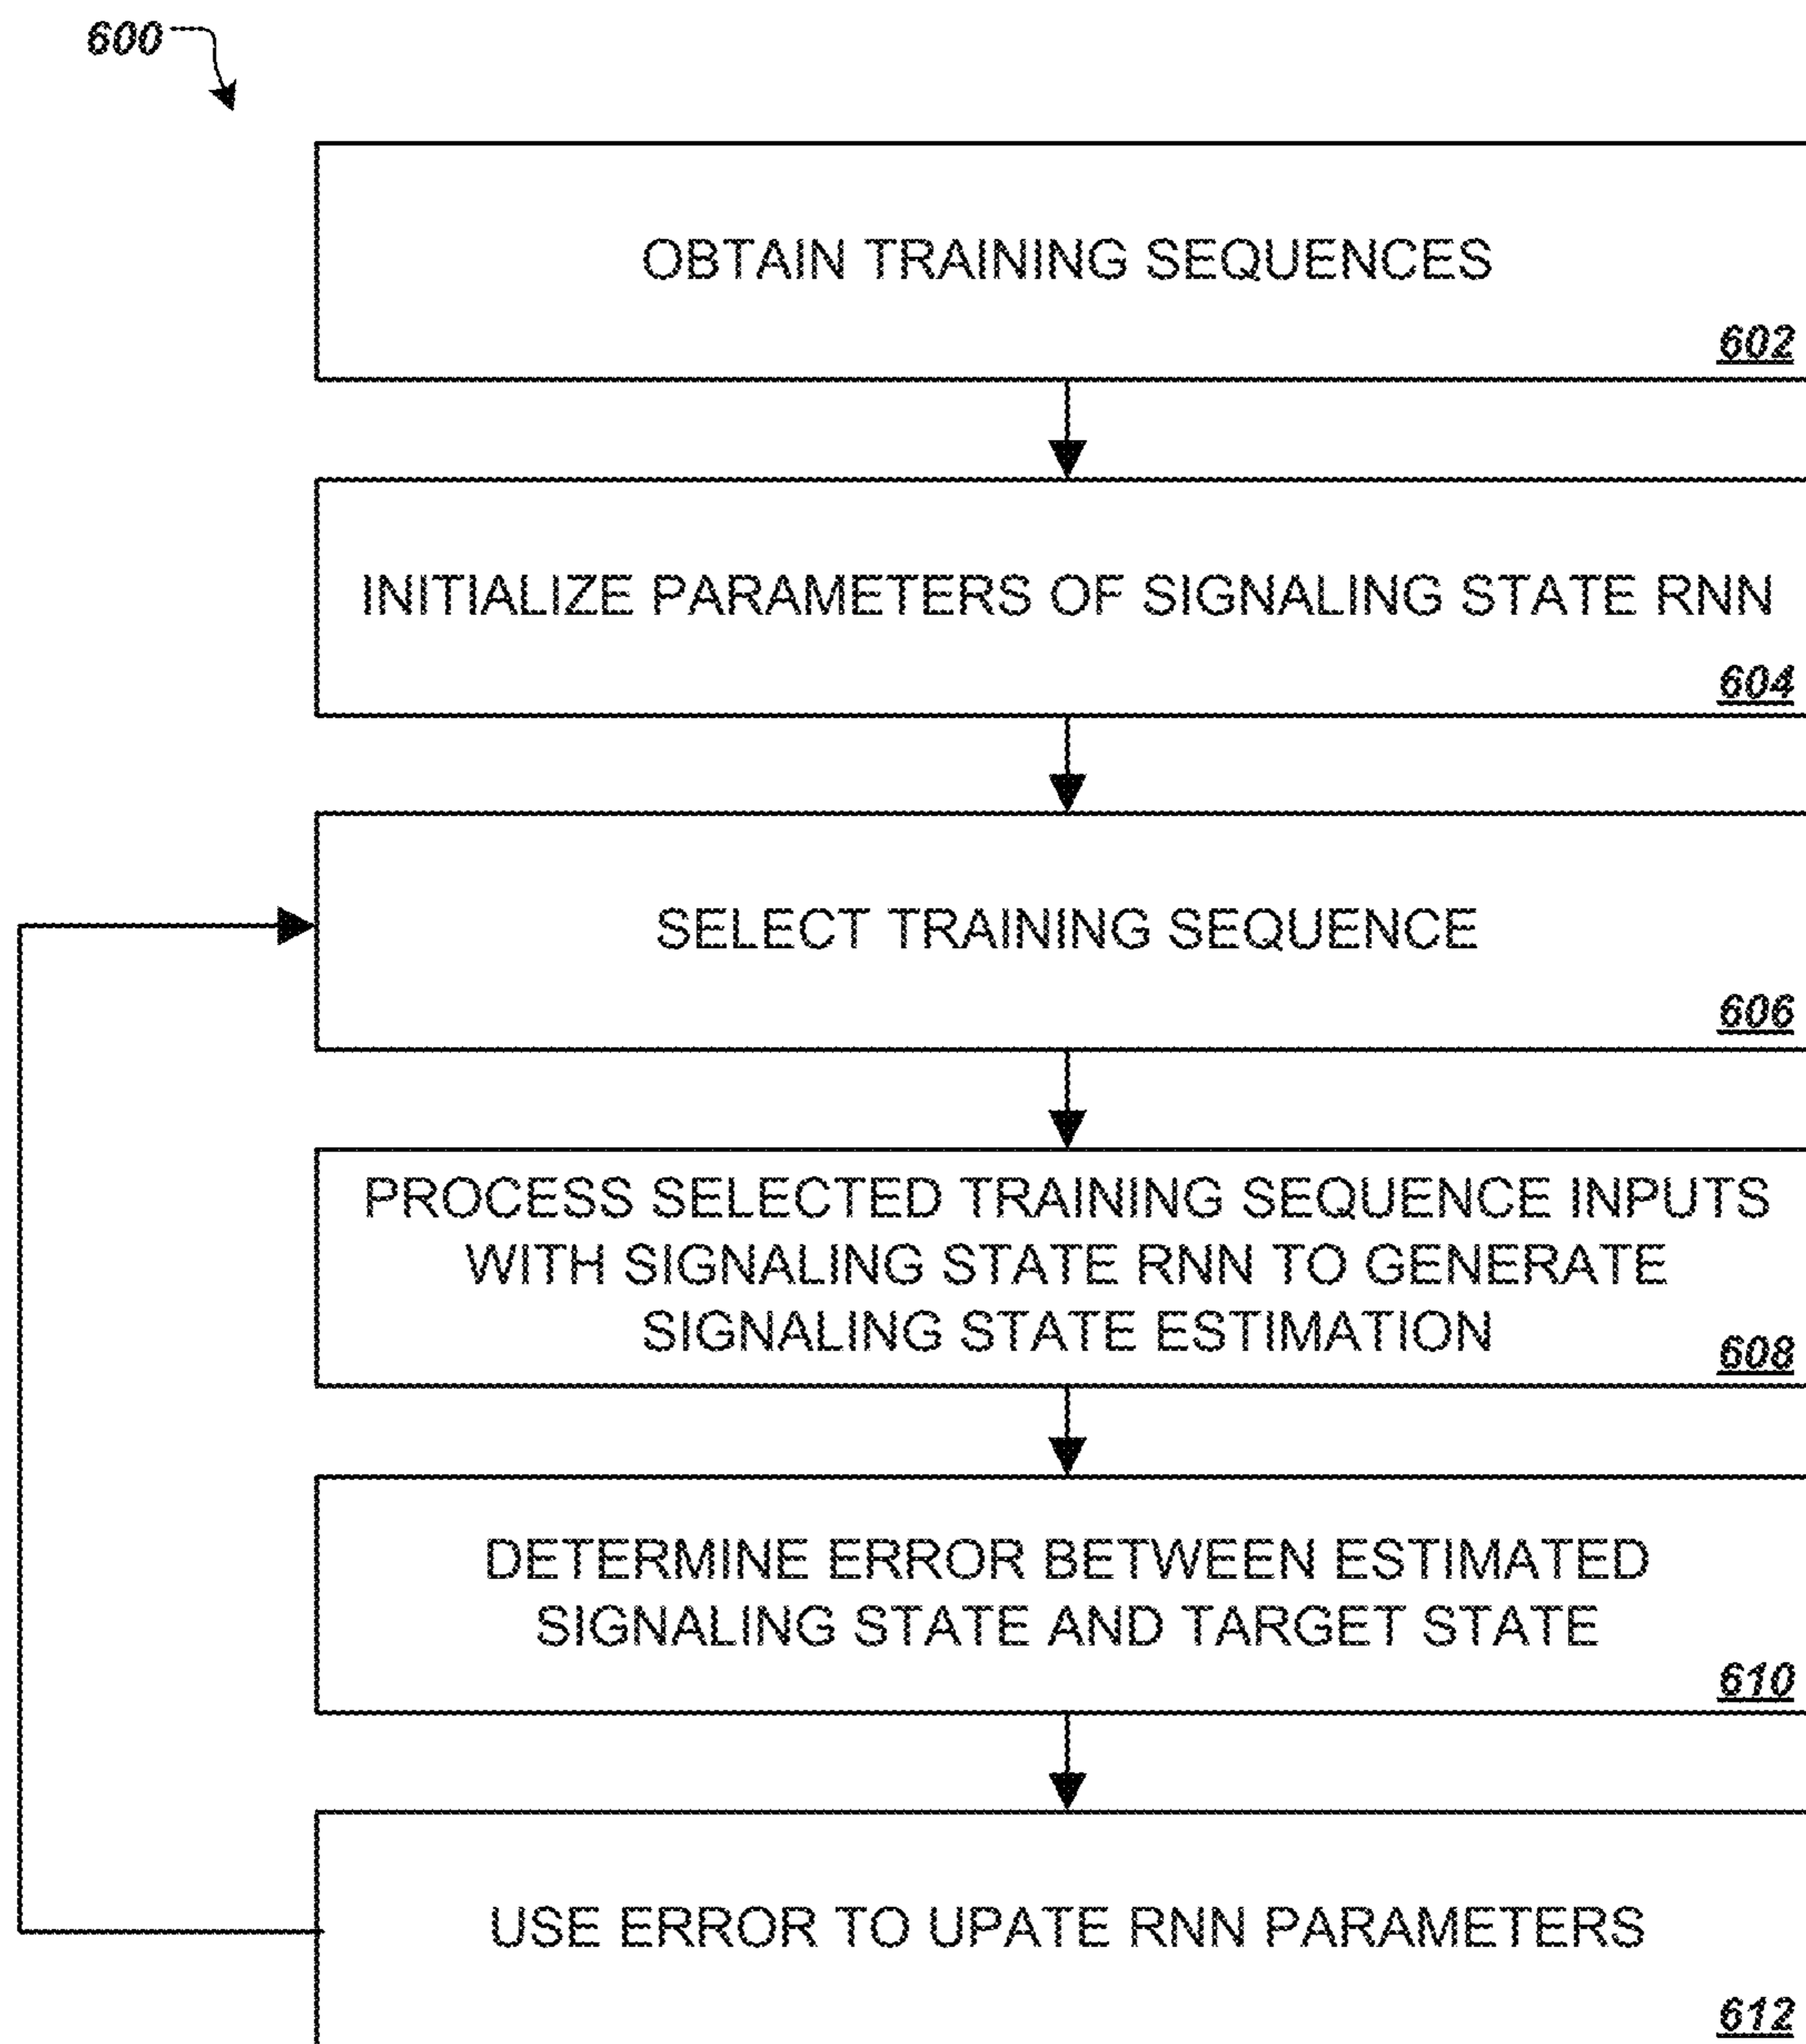 600
OBTAIN TRAINING SEQUENCES
602
INITIALIZE PARAMETERS OF SIGNALING STATE RNN
604
SELECT TRAINING SEQUENCE
606
PROCESS SELECTED TRAINING SEQUENCE INPUTS
WITH SIGNALING STATE RNN TO GENERATE
SIGNALING STATE ESTIMATION
608
DETERMINE ERROR BETWEEN ESTIMATED
SIGNALING STATE AND TARGET STATE
610
USE ERROR TO UPATE RNN PARAMETERS
612